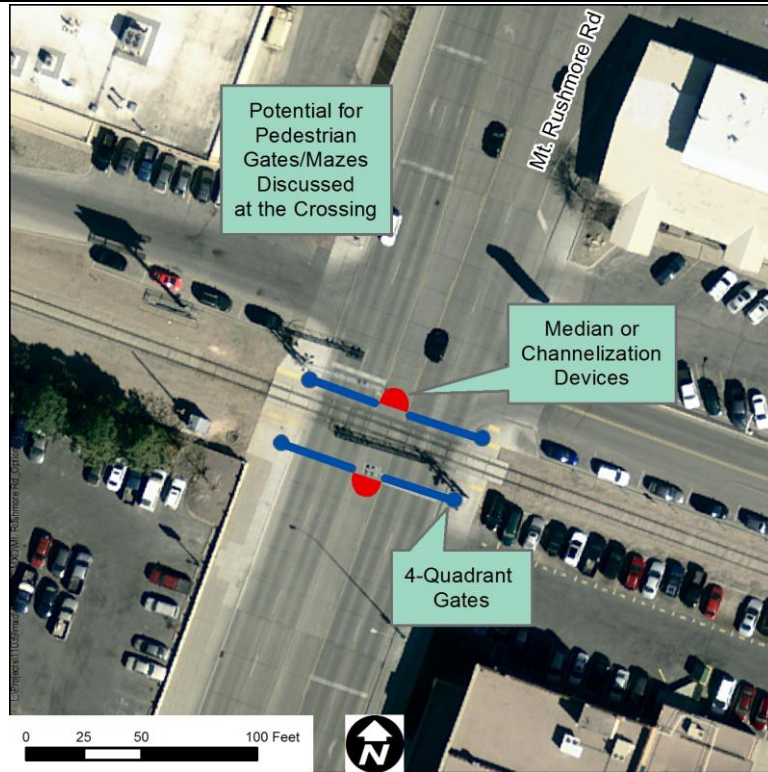 Potential for
Pedestrian
Gates/Mazes
Discussed
at the Crossing
Mt. Rushmore Rd
Median or
Channelization
Devices
4-Quadrant
Gates
0 25 50 100 Feet
N